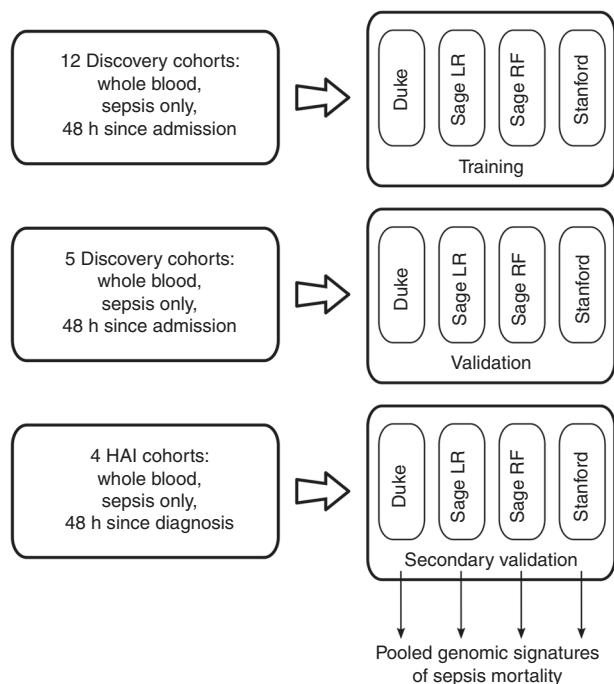 12 Discovery cohorts:
whole blood,
sepsis only,
48 h since admission
Duke
Sage LR
Sage RF
Stanford
Training
5 Discovery cohorts:
whole blood,
sepsis only,
48 h since admission
Duke
Sage LR
Sage RF
Stanford
Validation
4 HAI cohorts:
whole blood,
sepsis only,
48 h since diagnosis
Duke
Sage LR
Sage RF
Stanford
Secondary validation
Pooled genomic signatures
of sepsis mortality